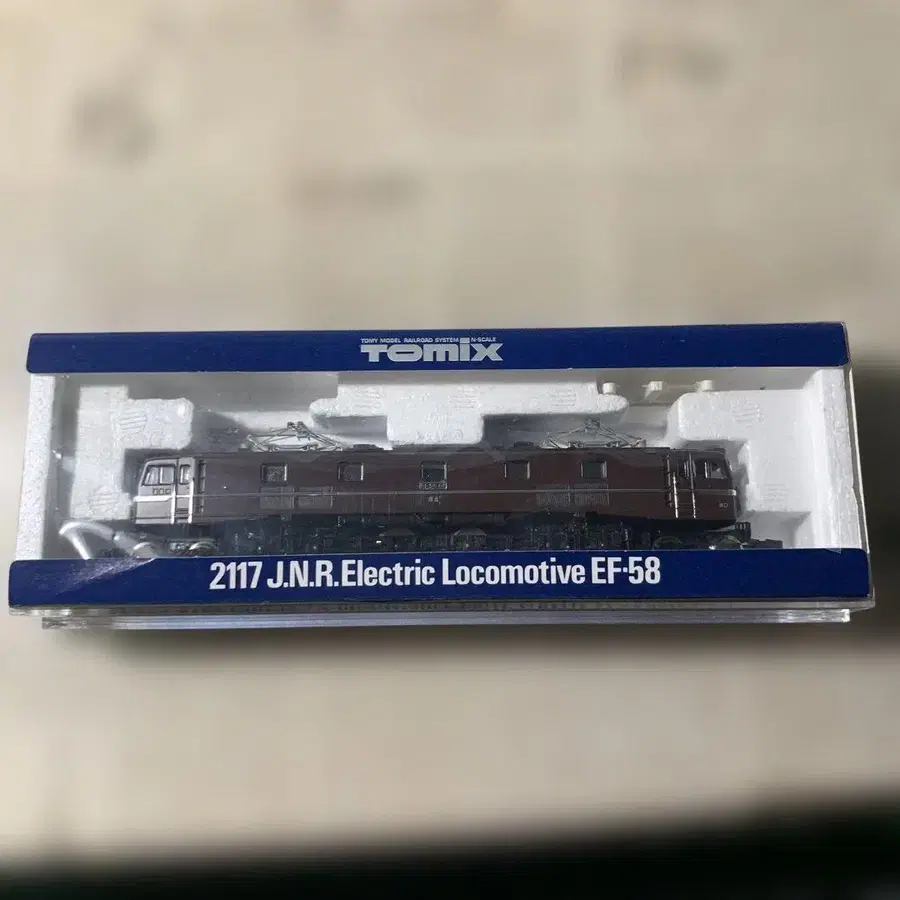 TOMY MODEL RAILROAD SYSTEM N-SCALE
TOMIX
2117 J.N.R.Electric Locomotive EF·58